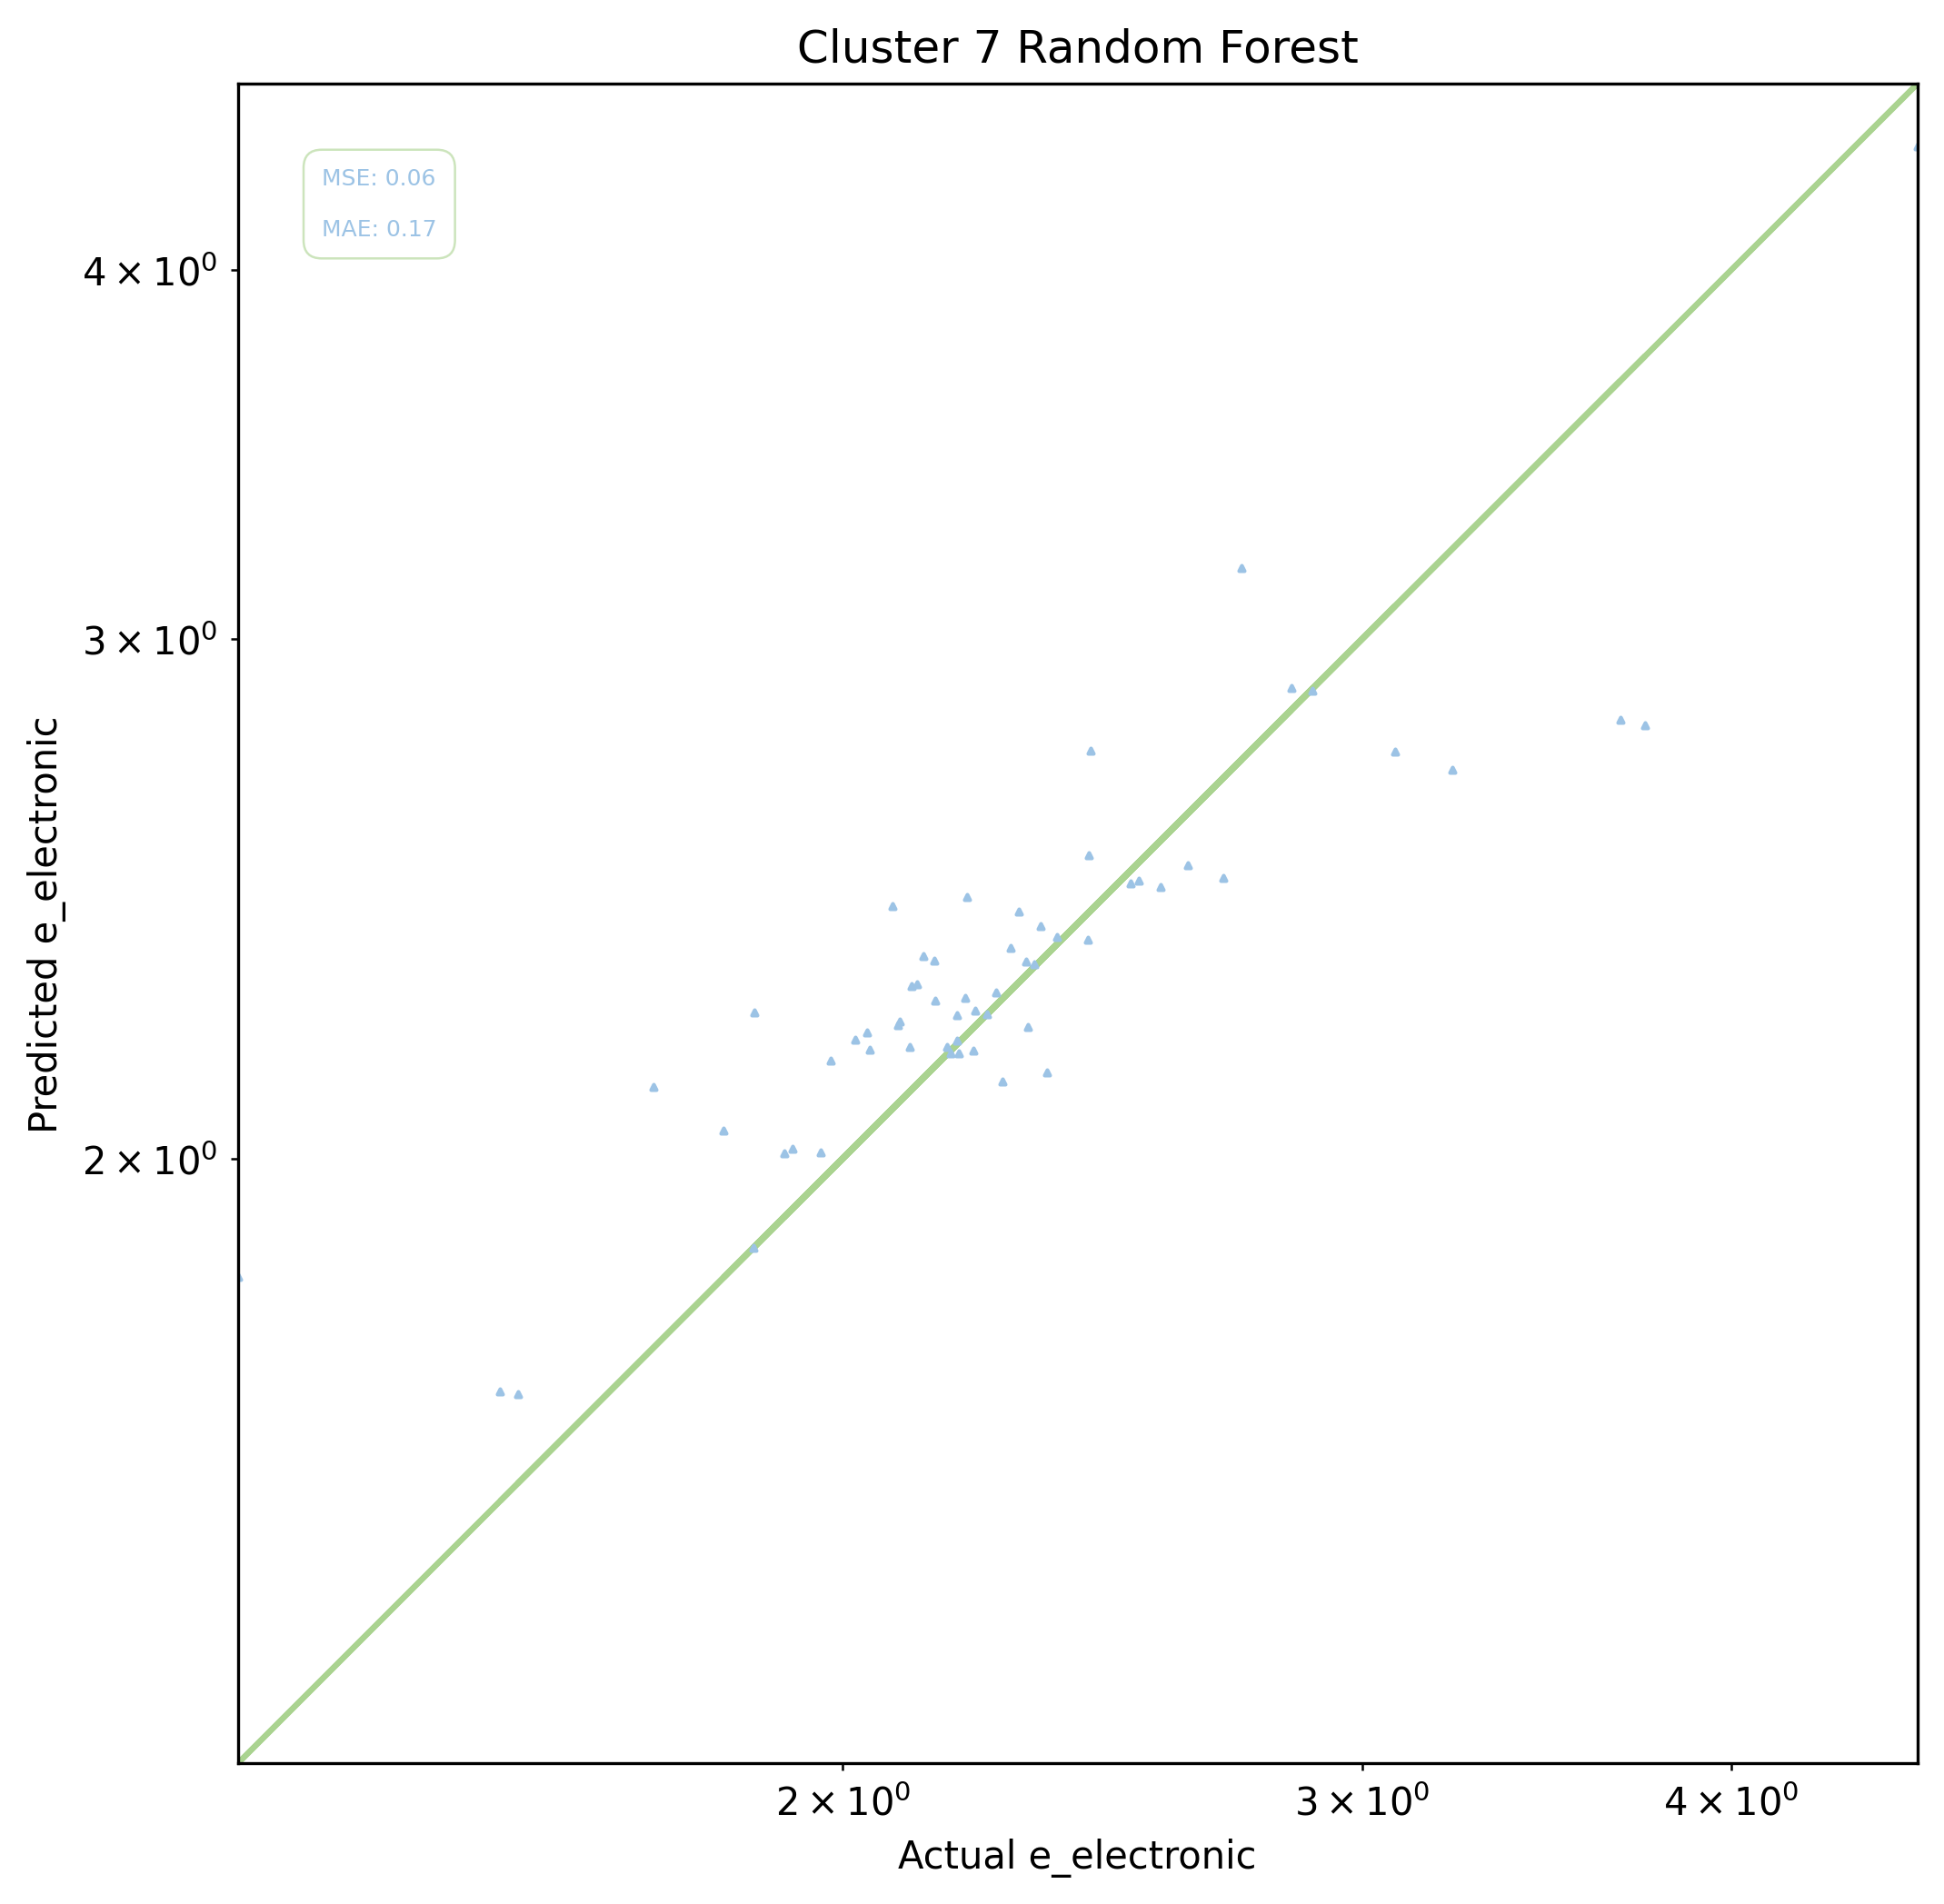 Cluster 7 Random Forest
MSE: 0.06
MAE: 0.17
4 × 10⁰
3 × 10⁰
2 × 10⁰
Predicted e_electronic
2 × 10⁰
3 × 10⁰
4 × 10⁰
Actual e_electronic